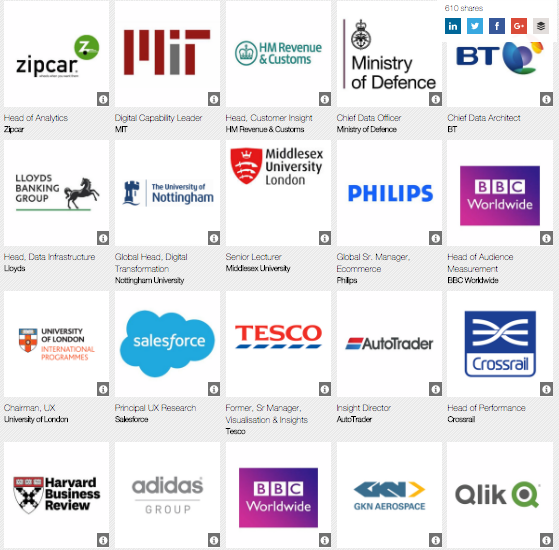 610 shares
zipcar
MIT
HM Revenue
& Customs
Ministry
of Defence
BT
Head of Analytics
Zipcar
Digital Capability Leader
MIT
Head, Customer Insight
HM Revenue & Customs
Chief Data Officer
Ministry of Defence
Chief Data Architect
BT
LLOYDS
BANKING
GROUP
The University of
Nottingham
Middlesex
University
London
PHILIPS
BBC
Worldwide
Head, Data Infrastructure
Lloyds
Global Head, Digital
Transformation
Nottingham University
Senior Lecturer
Middlesex University
Global Sr. Manager,
Ecommerce
Philips
Head of Audience
Measurement
BBC Worldwide
UNIVERSITY
OF LONDON
INTERNATIONAL
PROGRAMMES
salesforce
TESCO
AutoTrader
Crossrail
Chairman, UX
University of London
Principal UX Research
Salesforce
Former, Sr Manager,
Visualisation & Insights
Tesco
Insight Director
AutoTrader
Head of Performance
Crossrail
Harvard
Business
Review
adidas
GROUP
BBC
Worldwide
GKN AEROSPACE
Qlik